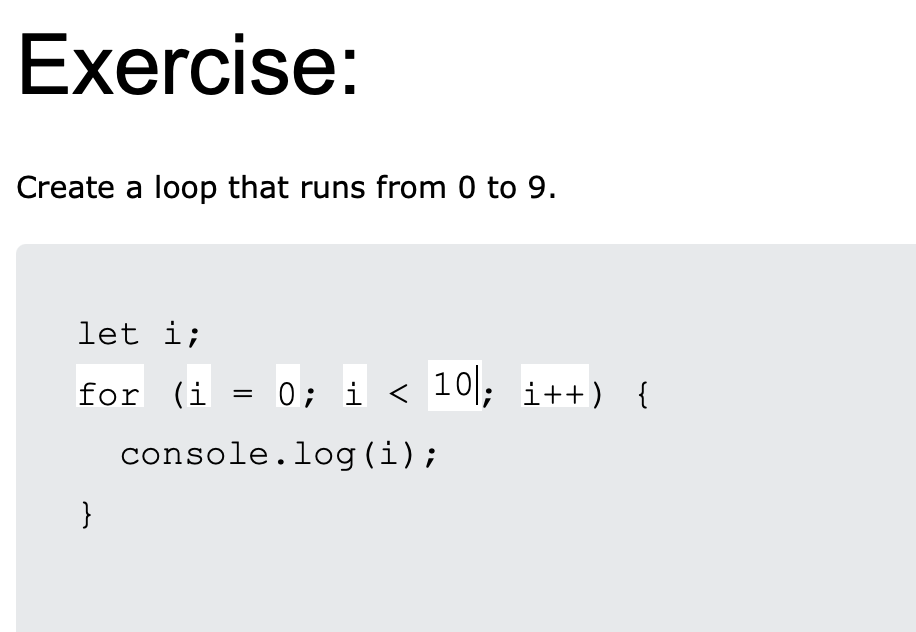 Exercise:
Create a loop that runs from 0 to 9.
let i;
for (i = 0; i < 10; i++) {
  console.log(i);
}